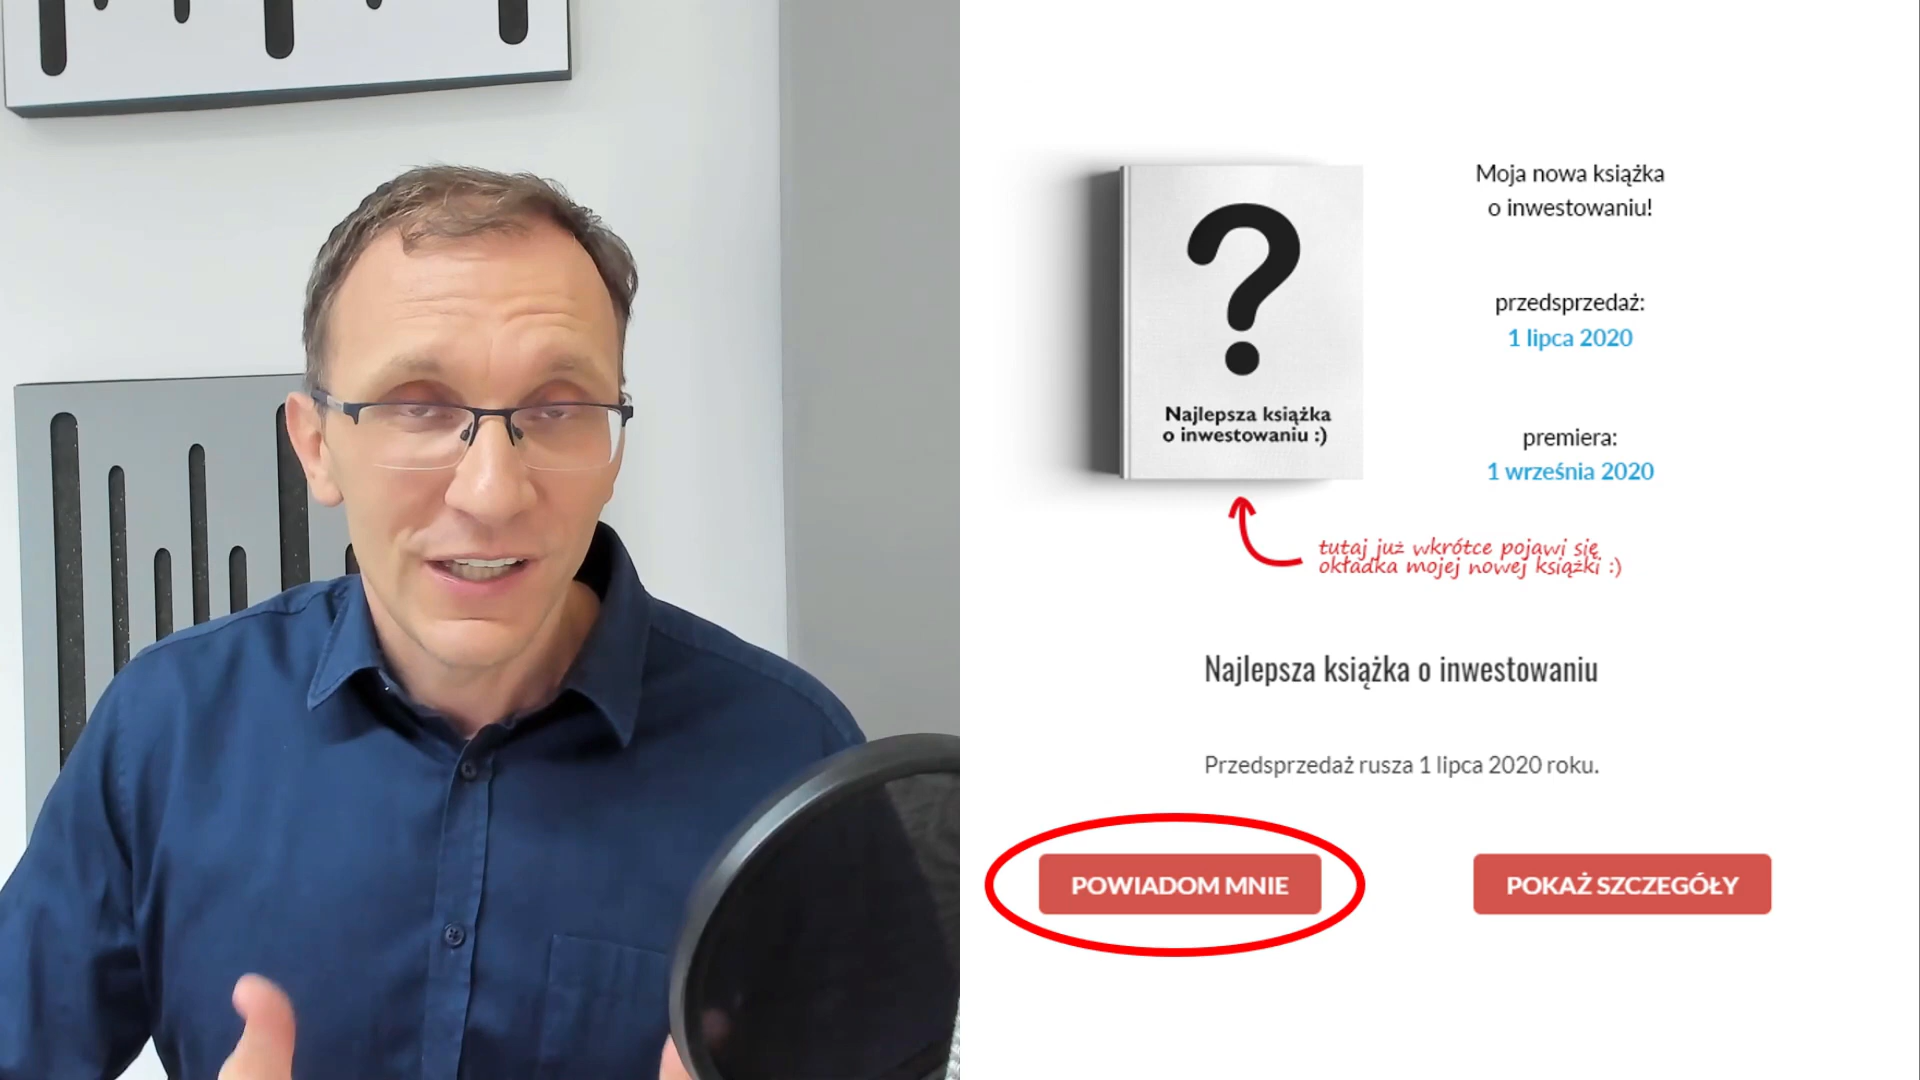 Moja nowa książka
o inwestowaniu!
przedsprzedaż:
1 lipca 2020
premiera:
1 września 2020
?
Najlepsza książka
o inwestowaniu :)
tutaj już wkrótce pojawi się
okładka mojej nowej książki :)
Najlepsza książka o inwestowaniu
Przedsprzedaż rusza 1 lipca 2020 roku.
POWIADOM MNIE
POKAŻ SZCZEGÓŁY